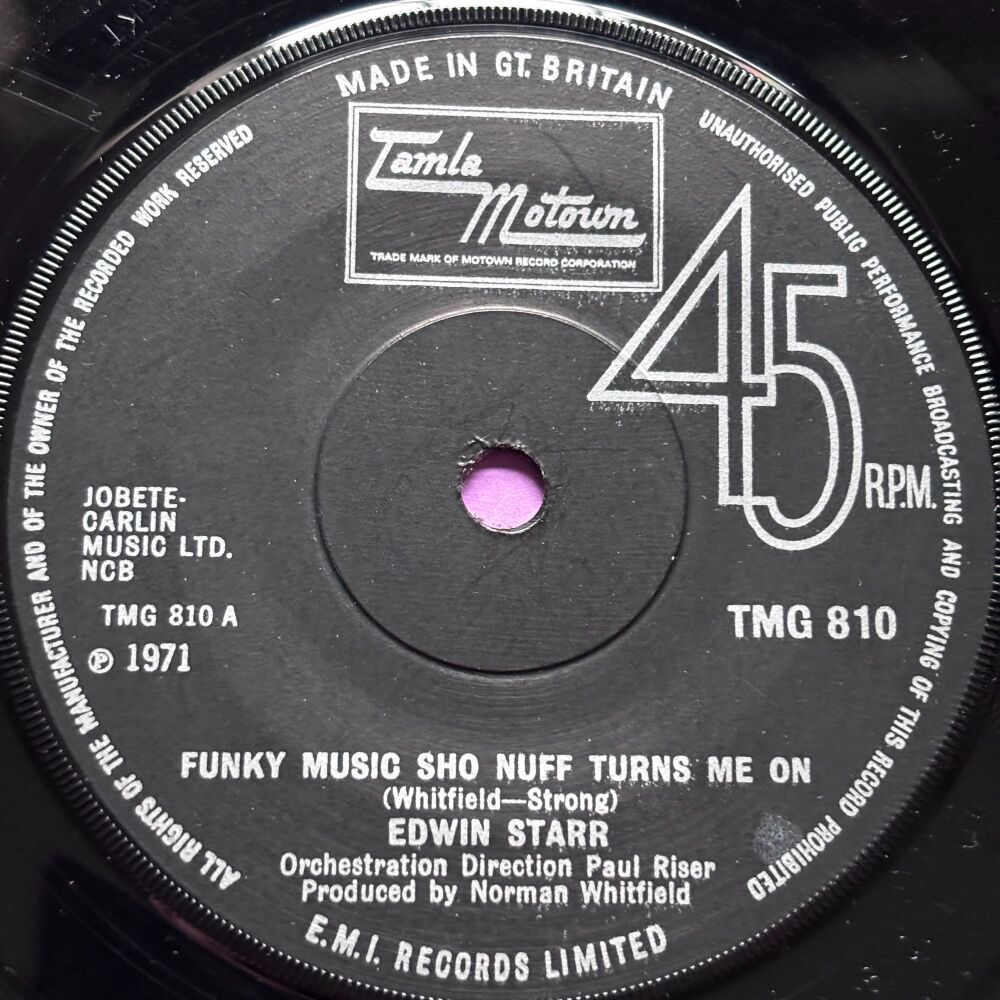 MADE IN GT. BRITAIN
Tamla
Motown
TRADE MARK OF MOTOWN RECORD CORPORATION
ALL RIGHTS OF THE MANUFACTURER AND OF THE OWNER OF THE RECORDED WORK RESERVED
UNAUTHORISED PUBLIC PERFORMANCE BROADCASTING AND COPYING OF THIS RECORD PROHIBITED
45 R.P.M.
JOBETE-
CARLIN
MUSIC LTD.
NCB
TMG 810 A
℗ 1971
TMG 810
FUNKY MUSIC SHO NUFF TURNS ME ON
(Whitfield—Strong)
EDWIN STARR
Orchestration Direction Paul Riser
Produced by Norman Whitfield
E.M.I. RECORDS LIMITED